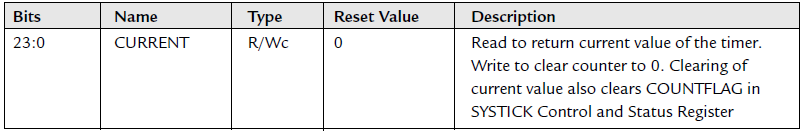 Bits Name Type Reset Value Description
23:0 CURRENT R/Wc 0 Read to return current value of the timer.
Write to clear counter to 0. Clearing of
current value also clears COUNTFLAG in
SYSTICK Control and Status Register